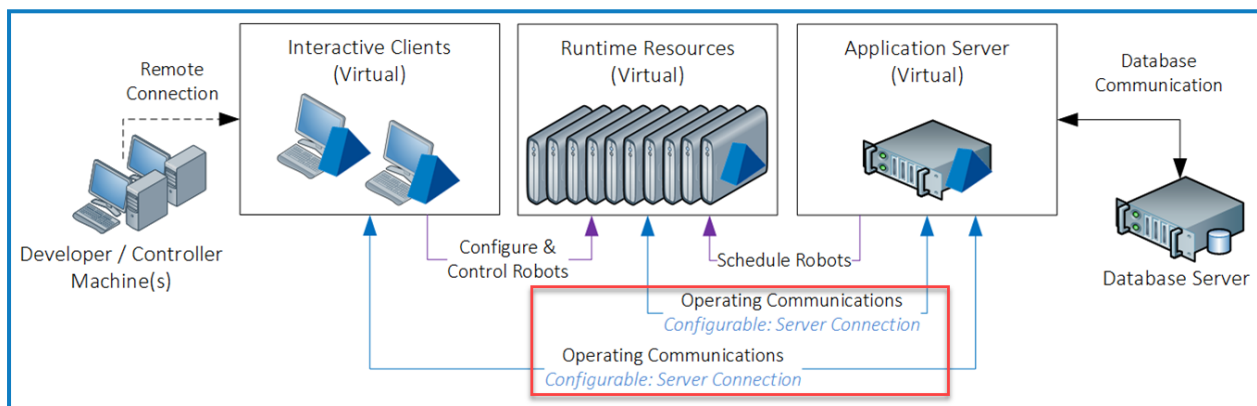 Remote
Connection
Developer / Controller
Machine(s)
Interactive Clients
(Virtual)
Runtime Resources
(Virtual)
Application Server
(Virtual)
Database
Communication
Database Server
Configure &
Control Robots
Schedule Robots
Operating Communications
Configurable: Server Connection
Operating Communications
Configurable: Server Connection